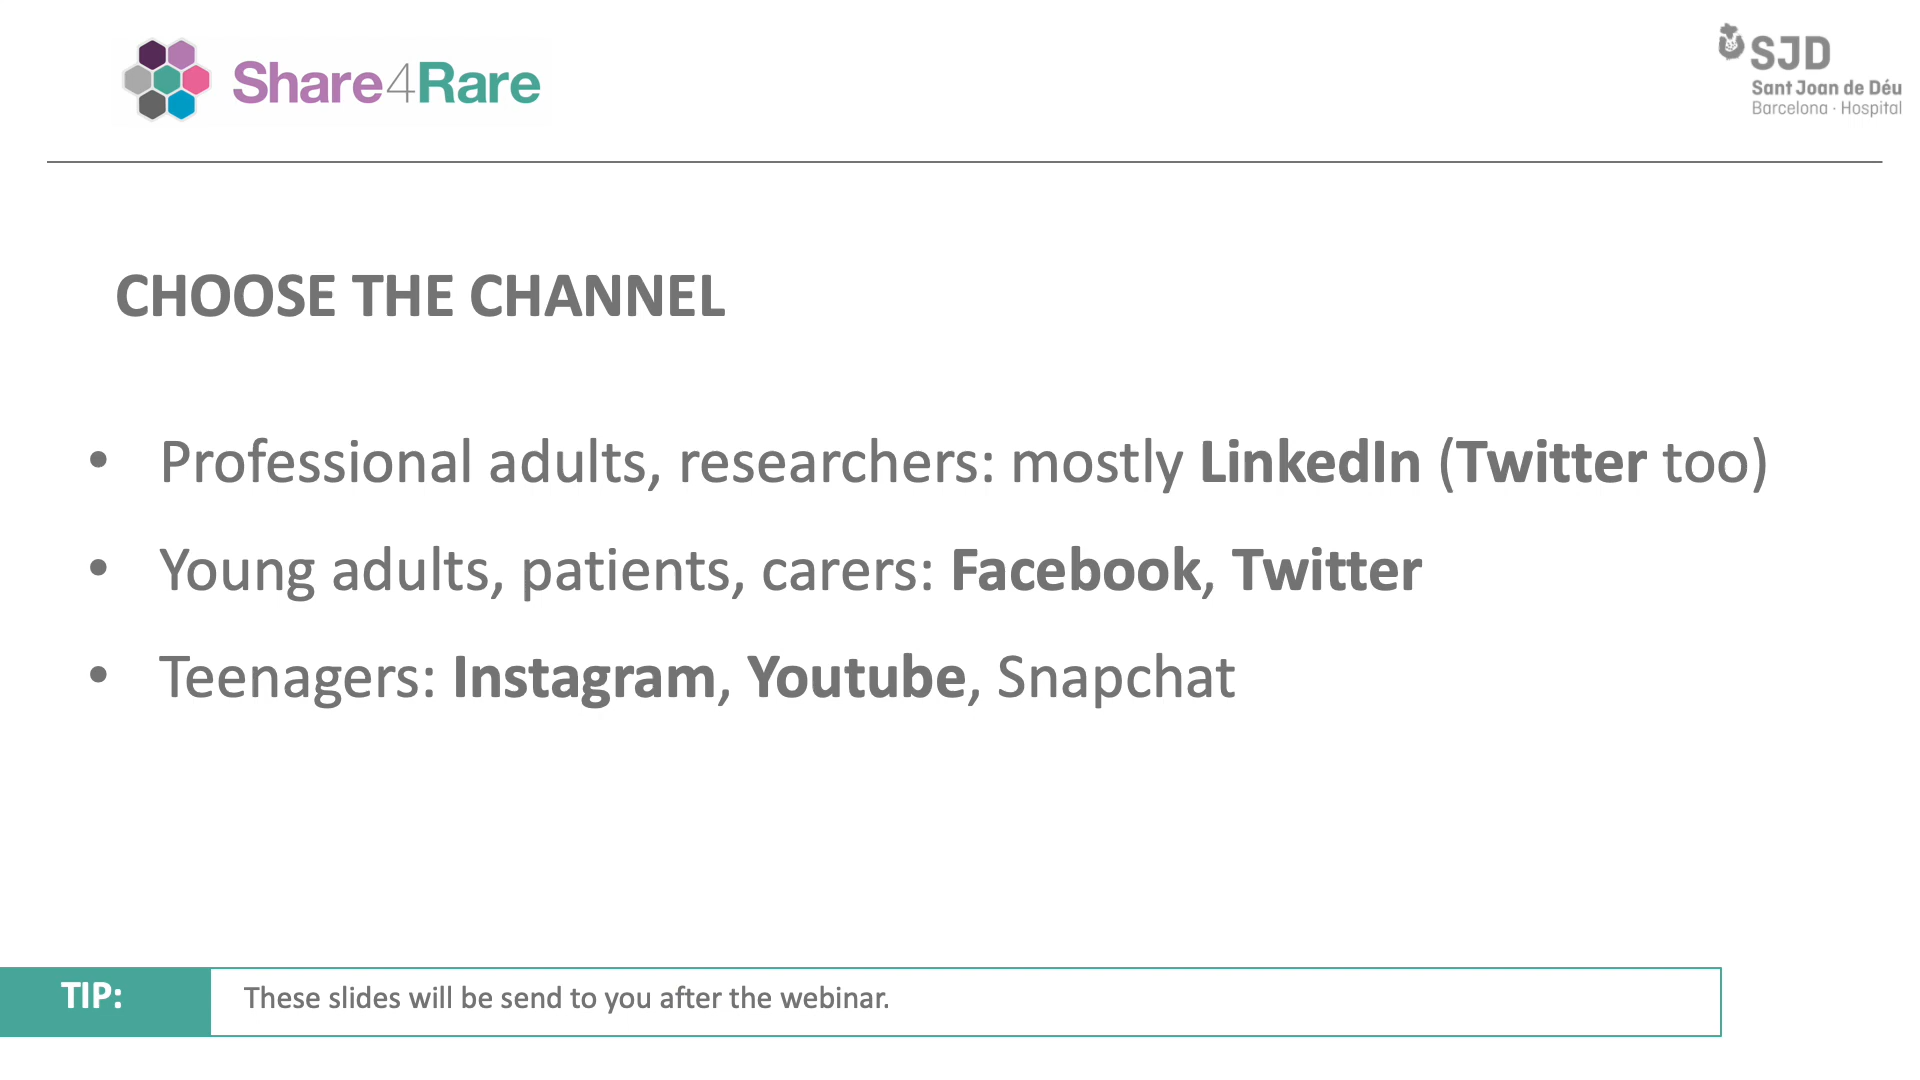 Share4Rare
SJD
Sant Joan de Déu
Barcelona · Hospital
CHOOSE THE CHANNEL
• Professional adults, researchers: mostly LinkedIn (Twitter too)
• Young adults, patients, carers: Facebook, Twitter
• Teenagers: Instagram, Youtube, Snapchat
TIP: These slides will be send to you after the webinar.